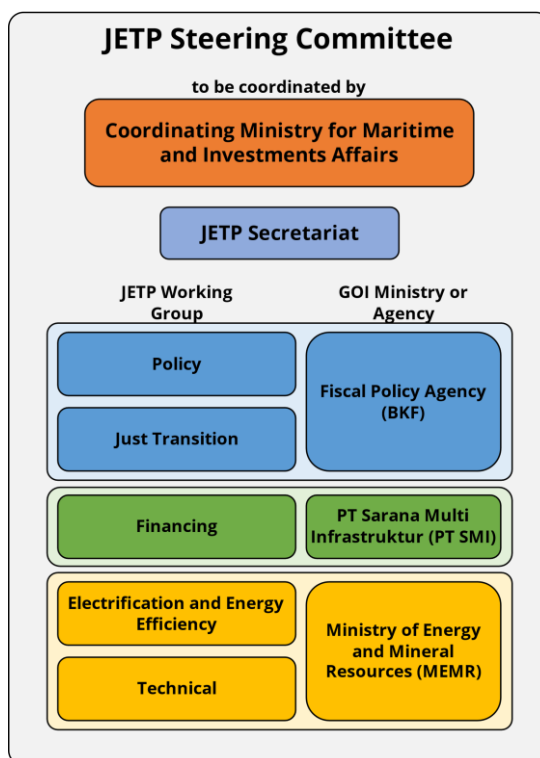 JETP Steering Committee
to be coordinated by
Coordinating Ministry for Maritime
and Investments Affairs
JETP Secretariat
JETP Working
Group
GOI Ministry or
Agency
Policy
Just Transition
Fiscal Policy Agency
(BKF)
Financing
PT Sarana Multi
Infrastruktur (PT SMI)
Electrification and Energy
Efficiency
Technical
Ministry of Energy
and Mineral
Resources (MEMR)